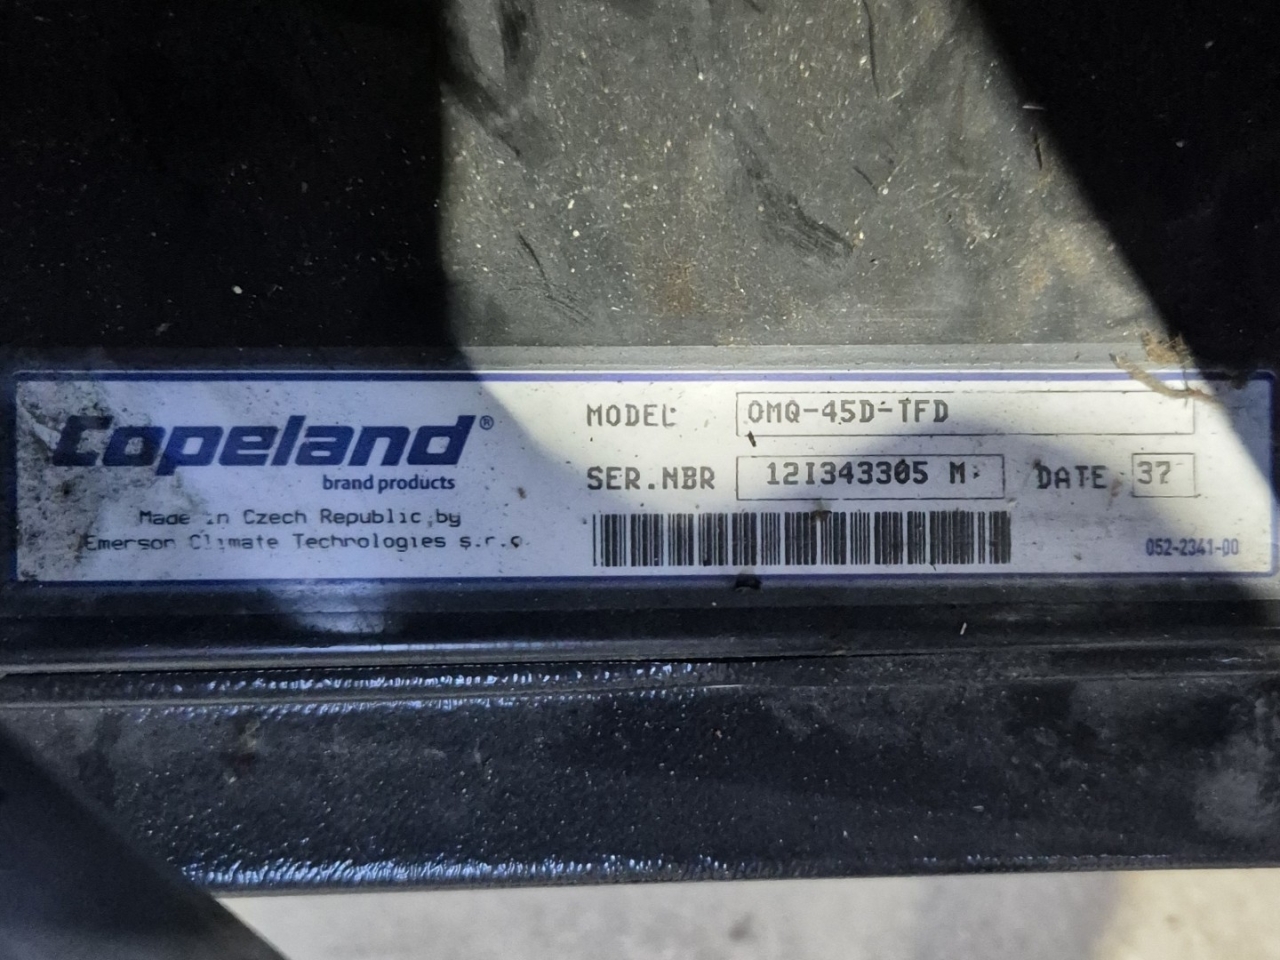 Copeland®
brand products
Made in Czech Republic by
Emerson Climate Technologies s.r.o.
MODEL: OMQ-45D-TFD
SER.NBR 12I343305 M DATE 37
052-2341-00